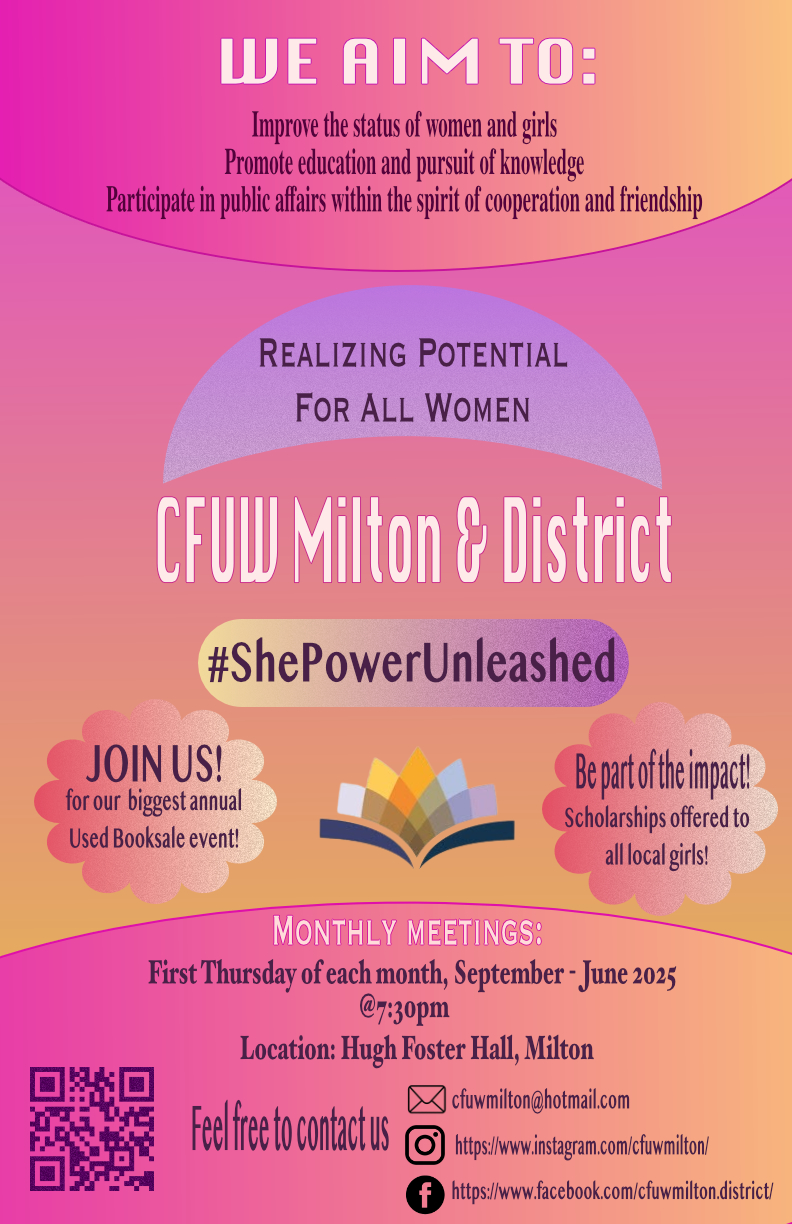 WE AIM TO:
Improve the status of women and girls
Promote education and pursuit of knowledge
Participate in public affairs within the spirit of cooperation and friendship
Realizing Potential
For All Women
CFUW Milton & District
#ShePowerUnleashed
JOIN US!
for our biggest annual
Used Booksale event!
Be part of the impact!
Scholarships offered to
all local girls!
Monthly meetings:
First Thursday of each month, September - June 2025
@7:30pm
Location: Hugh Foster Hall, Milton
Feel free to contact us
cfuwmilton@hotmail.com
https://www.instagram.com/cfuwmilton/
https://www.facebook.com/cfuwmilton.district/